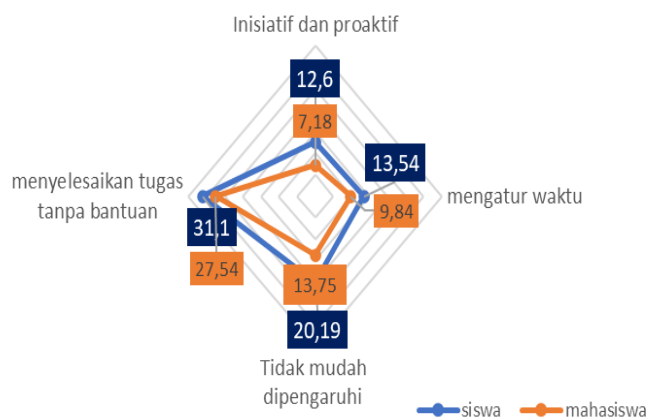 Inisiatif dan proaktif
12,6
7,18
13,54
menyelesaikan tugas
tanpa bantuan
mengatur waktu
9,84
31,1
27,54
13,75
20,19
Tidak mudah
dipengaruhi
siswa
mahasiswa